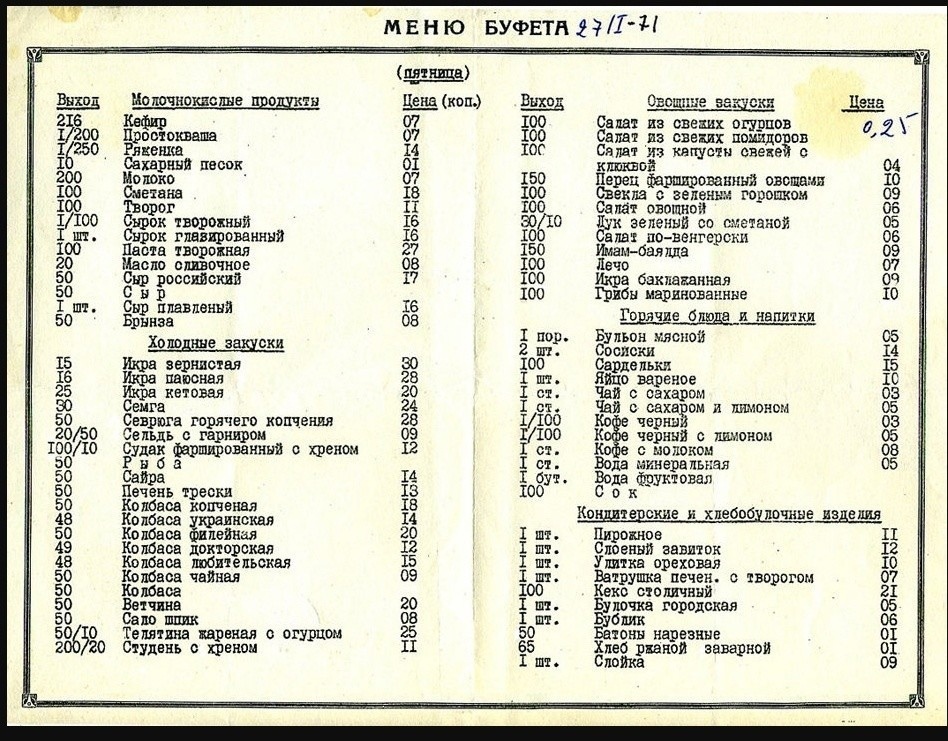 МЕНЮ БУФЕТА 27/I-71
(пятница)
Выход Молочнокислые продукты Цена (коп.)
216 Кефир 07
I/200 Простокваша 07
I/250 Ряженка I4
I0 Сахарный песок 0I
200 Молоко 07
I00 Сметана I8
I00 Творог II
I/I00 Сырок творожный I6
I шт. Сырок глазированный I6
I00 Паста творожная 27
20 Масло сливочное 08
50 Сыр российский I7
50 С ы р
I шт. Сыр плавленый I6
50 Брынза 08
Холодные закуски
I5 Икра зернистая 30
I6 Икра паюсная 28
25 Икра кетовая 20
30 Семга 24
50 Севрюга горячего копчения 28
20/50 Сельдь с гарниром 09
I00/I0 Судак фаршированный с хреном I2
50 Р ы б а
50 Сайра I4
50 Печень трески I3
50 Колбаса копченая I8
48 Колбаса украинская I4
50 Колбаса филейная 20
49 Колбаса докторская I2
48 Колбаса любительская I5
50 Колбаса чайная 09
50 Колбаса
50 Ветчина 20
50 Сало шпик 08
50/I0 Телятина жареная с огурцом 25
200/20 Студень с хреном II
Выход Овощные закуски Цена
I00 Салат из свежих огурцов 0,25
I00 Салат из свежих помидоров
I00 Салат из капусты свежей с
клюквой 04
I50 Перец фаршированный овощами I0
I00 Свекла с зеленым горошком 09
I00 Салат овощной 06
30/I0 Лук зеленый со сметаной 05
I00 Салат по-венгерски 06
I50 Имам-баялда 09
I00 Лечо 07
I00 Икра баклажанная 09
I00 Грибы маринованные I0
Горячие блюда и напитки
I пор. Бульон мясной 05
2 шт. Сосиски I4
I00 Сардельки I5
I шт. Яйцо вареное I0
I ст. Чай с сахаром 03
I ст. Чай с сахаром и лимоном 05
I/I00 Кофе черный 03
I/I00 Кофе черный с лимоном 05
I ст. Кофе с молоком 08
I ст. Вода минеральная 05
I бут. Вода фруктовая
I00 С о к
Кондитерские и хлебобулочные изделия
I шт. Пирожное II
I шт. Слоеный завиток I2
I шт. Улитка ореховая I0
I шт. Ватрушка печен. с творогом 07
I00 Кекс столичный 2I
I шт. Булочка городская 05
I шт. Бублик 06
50 Батоны нарезные 0I
65 Хлеб ржаной заварной 0I
I шт. Слойка 09